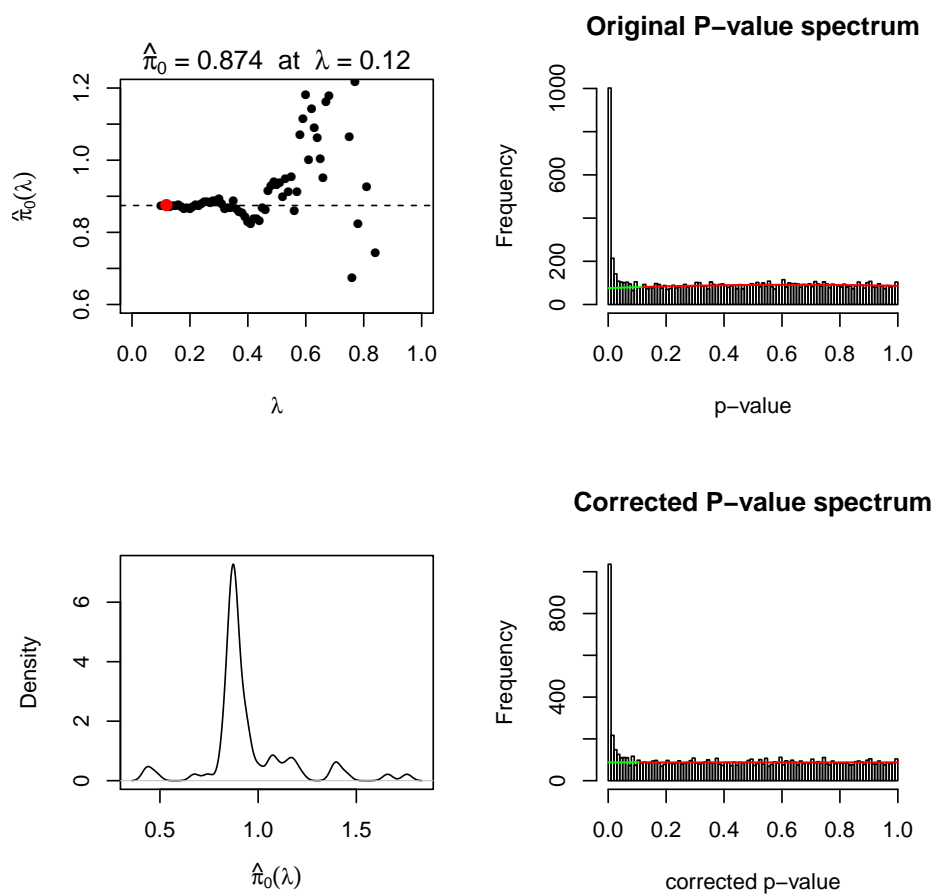 π̂₀ = 0.874 at λ = 0.12
π̂₀(λ)
0.6 0.8 1.0 1.2
0.0 0.2 0.4 0.6 0.8 1.0
λ
Original P−value spectrum
Frequency
0 200 600 1000
0.0 0.2 0.4 0.6 0.8 1.0
p−value
Density
0 2 4 6
0.5 1.0 1.5
π̂₀(λ)
Corrected P−value spectrum
Frequency
0 400 800
0.0 0.2 0.4 0.6 0.8 1.0
corrected p−value